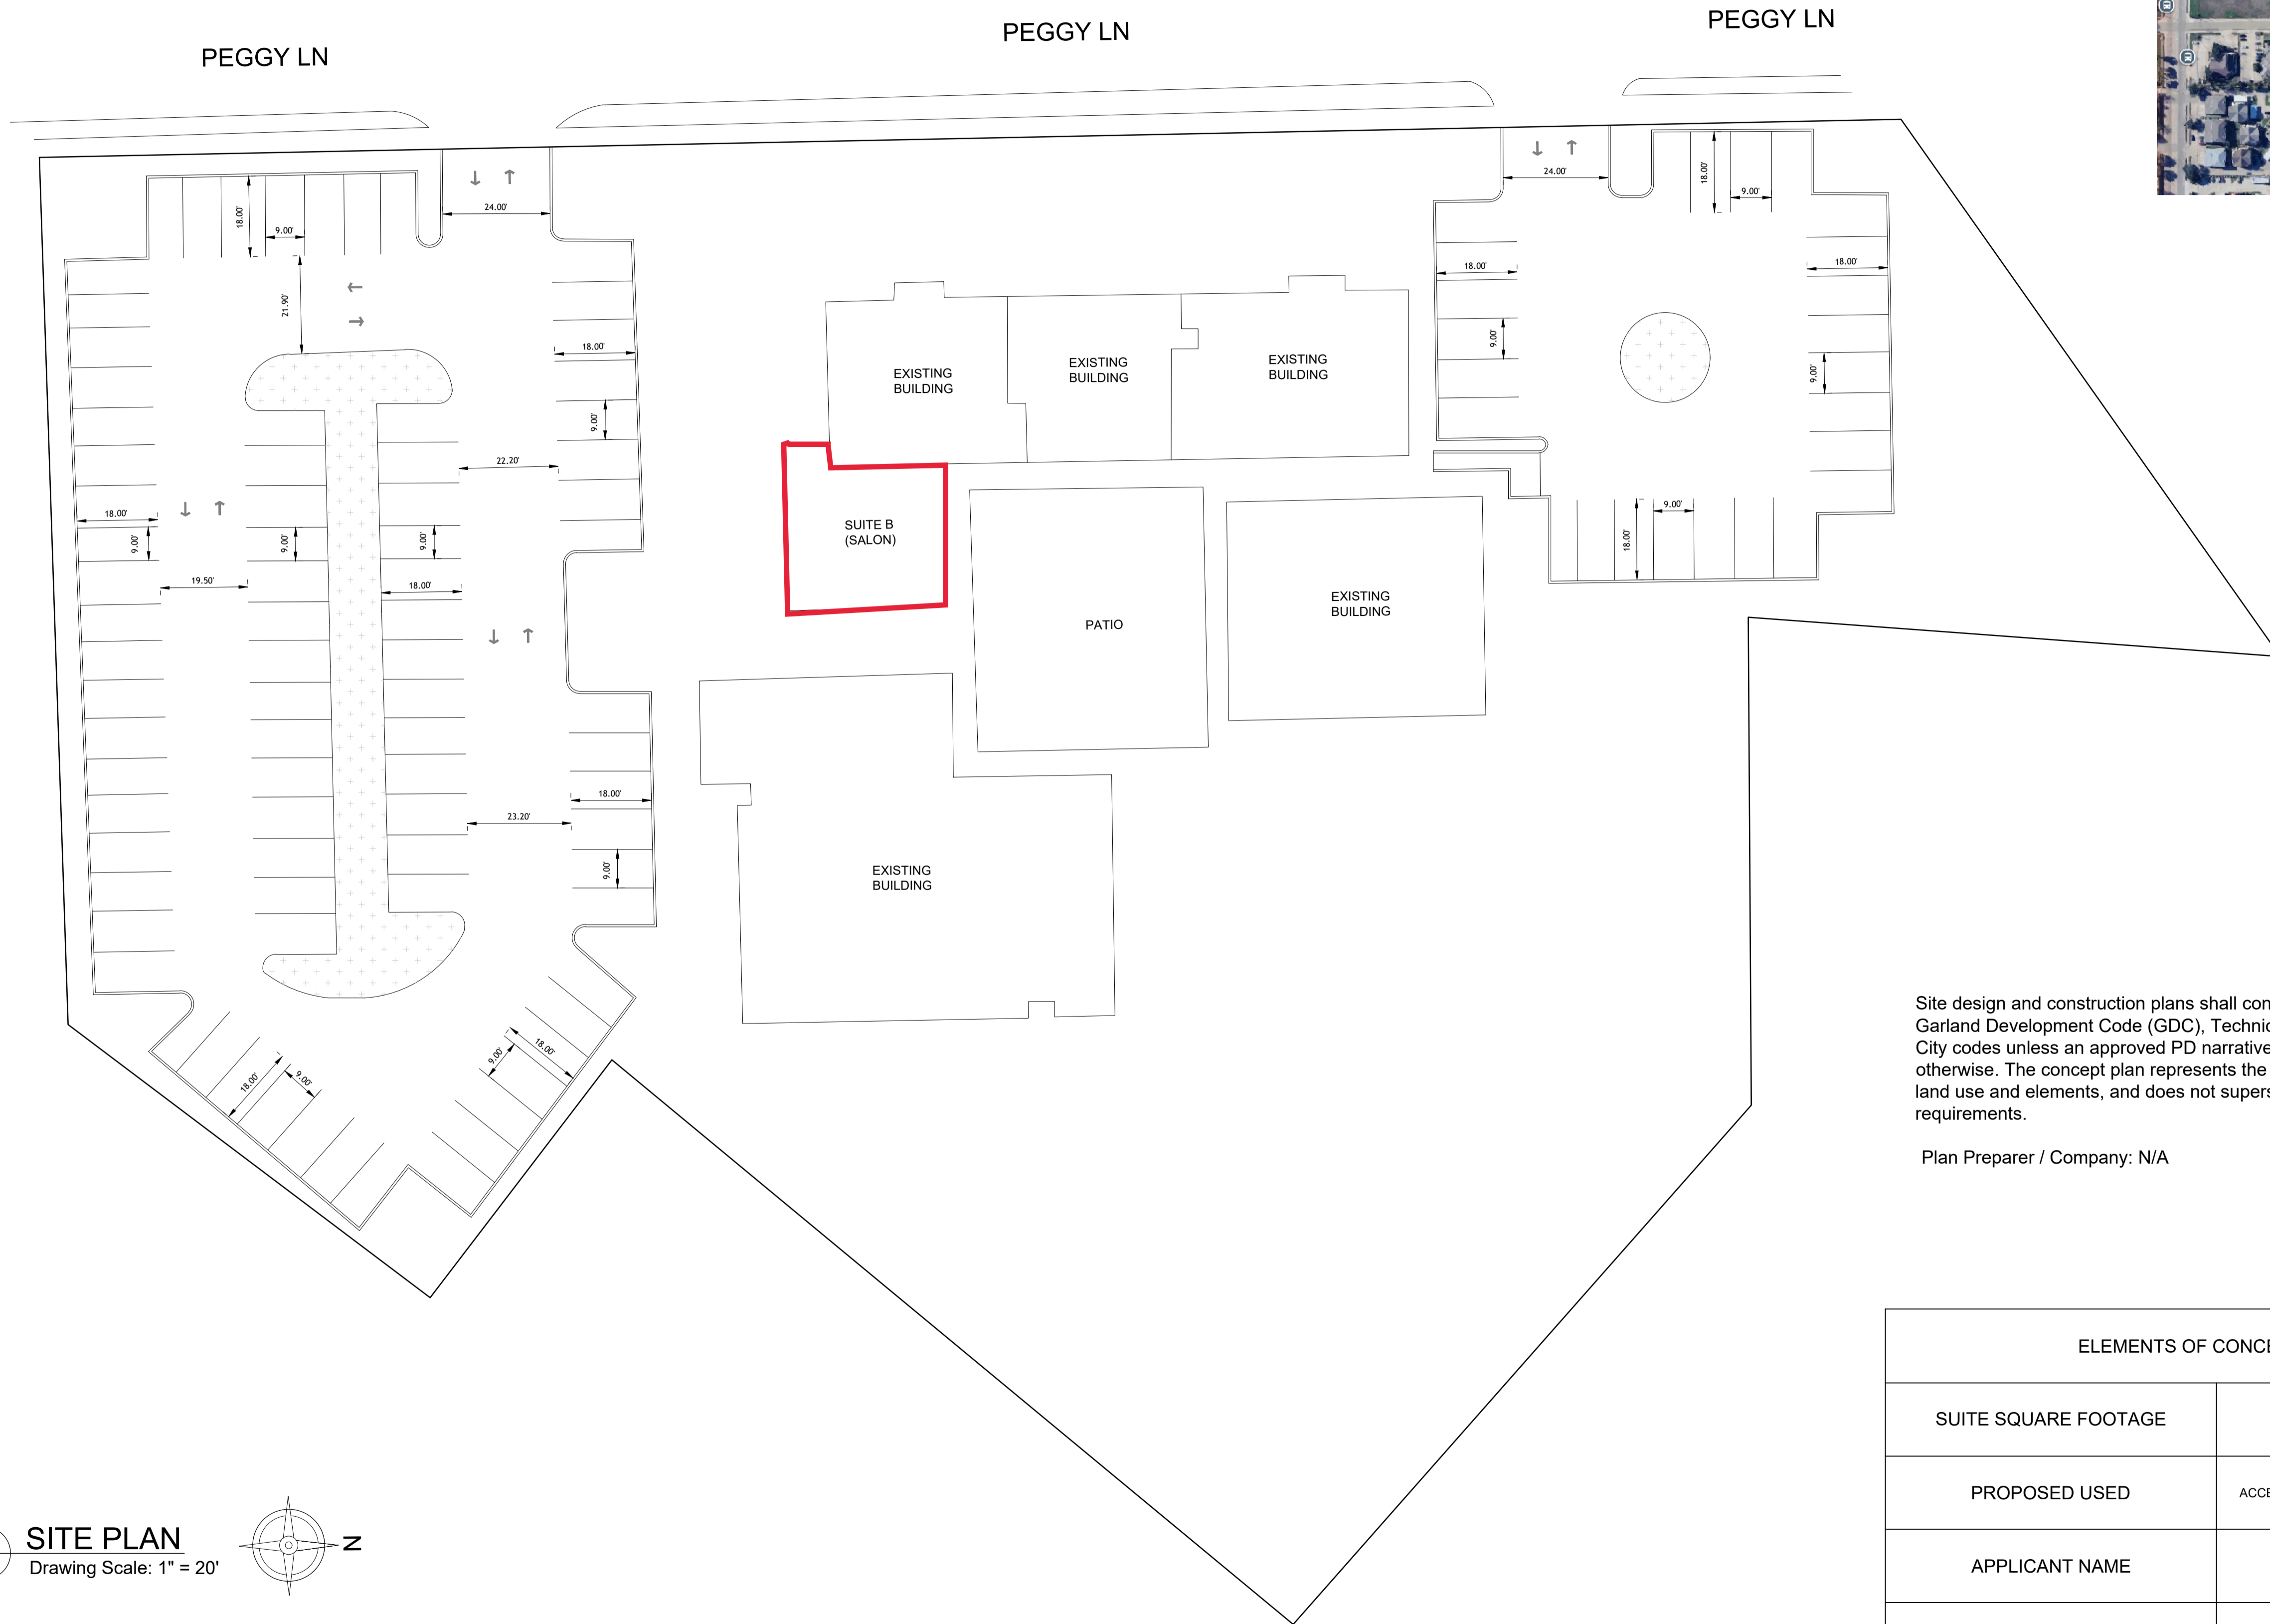 PEGGY LN
PEGGY LN
PEGGY LN
24.00'
24.00'
18.00'
9.00'
21.90'
18.00'
9.00'
22.20'
18.00'
9.00'
9.00'
9.00'
19.50'
18.00'
23.20'
18.00'
9.00'
18.00'
9.00'
9.00'
18.00'
18.00'
9.00'
18.00'
9.00'
18.00'
9.00'
9.00'
18.00'
EXISTING
BUILDING
EXISTING
BUILDING
EXISTING
BUILDING
SUITE B
(SALON)
PATIO
EXISTING
BUILDING
EXISTING
BUILDING
Site design and construction plans shall con
Garland Development Code (GDC), Technic
City codes unless an approved PD narrative
otherwise. The concept plan represents the
land use and elements, and does not supers
requirements.
Plan Preparer / Company: N/A
ELEMENTS OF CONCE
SUITE SQUARE FOOTAGE
PROPOSED USED
ACCE
APPLICANT NAME
SITE PLAN
Drawing Scale: 1" = 20'
N